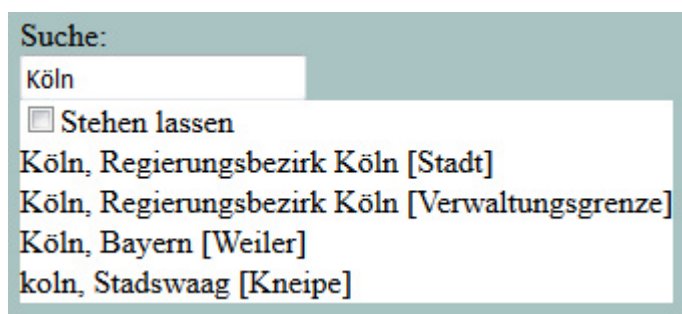 Suche:
Köln
Stehen lassen
Köln, Regierungsbezirk Köln [Stadt]
Köln, Regierungsbezirk Köln [Verwaltungsgrenze]
Köln, Bayern [Weiler]
koln, Stadswaag [Kneipe]